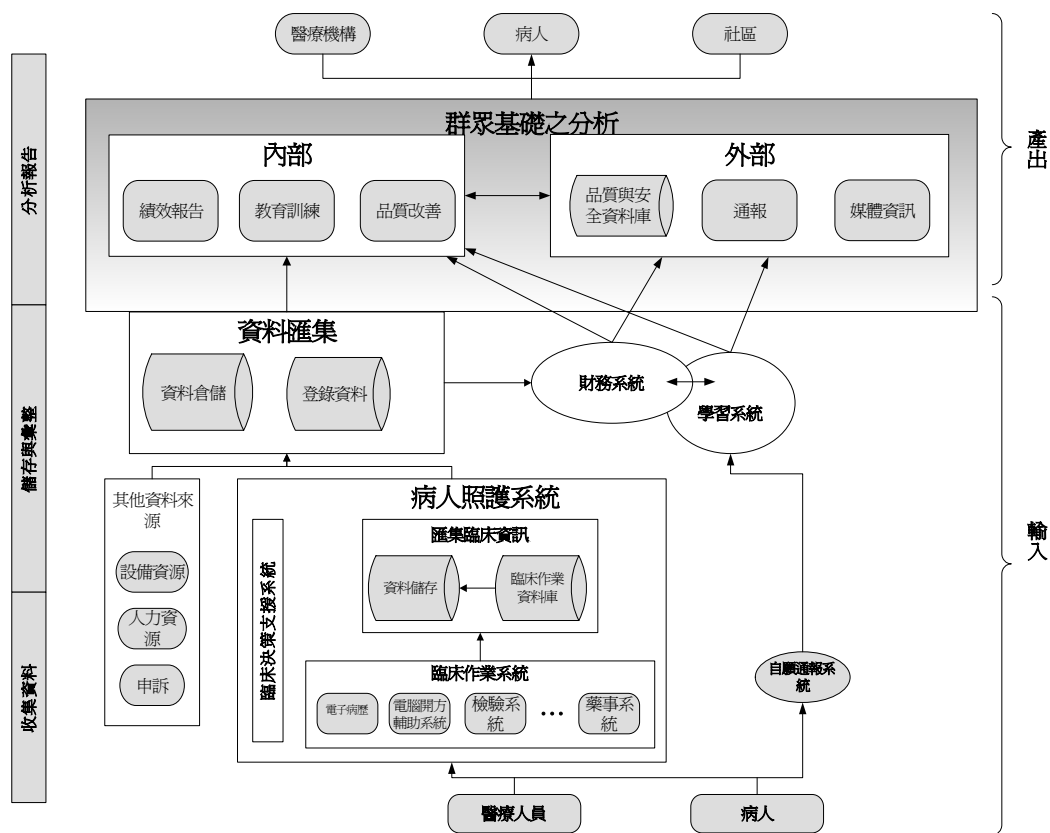 醫療機構
病人
社區
群眾基礎之分析
內部
績效報告
教育訓練
品質改善
外部
品質與安
全資料庫
通報
媒體資訊
分析報告
產出
資料匯集
資料倉儲
登錄資料
財務系統
學習系統
儲存與彙整
其他資料來
源
設備資源
人力資
源
申訴
病人照護系統
臨床決策支援系統
匯集臨床資訊
資料儲存
臨床作業
資料庫
臨床作業系統
電子病歷
電腦開方
輔助系統
檢驗系
統
...
藥事系
統
自願通報系
統
輸入
收集資料
醫療人員
病人